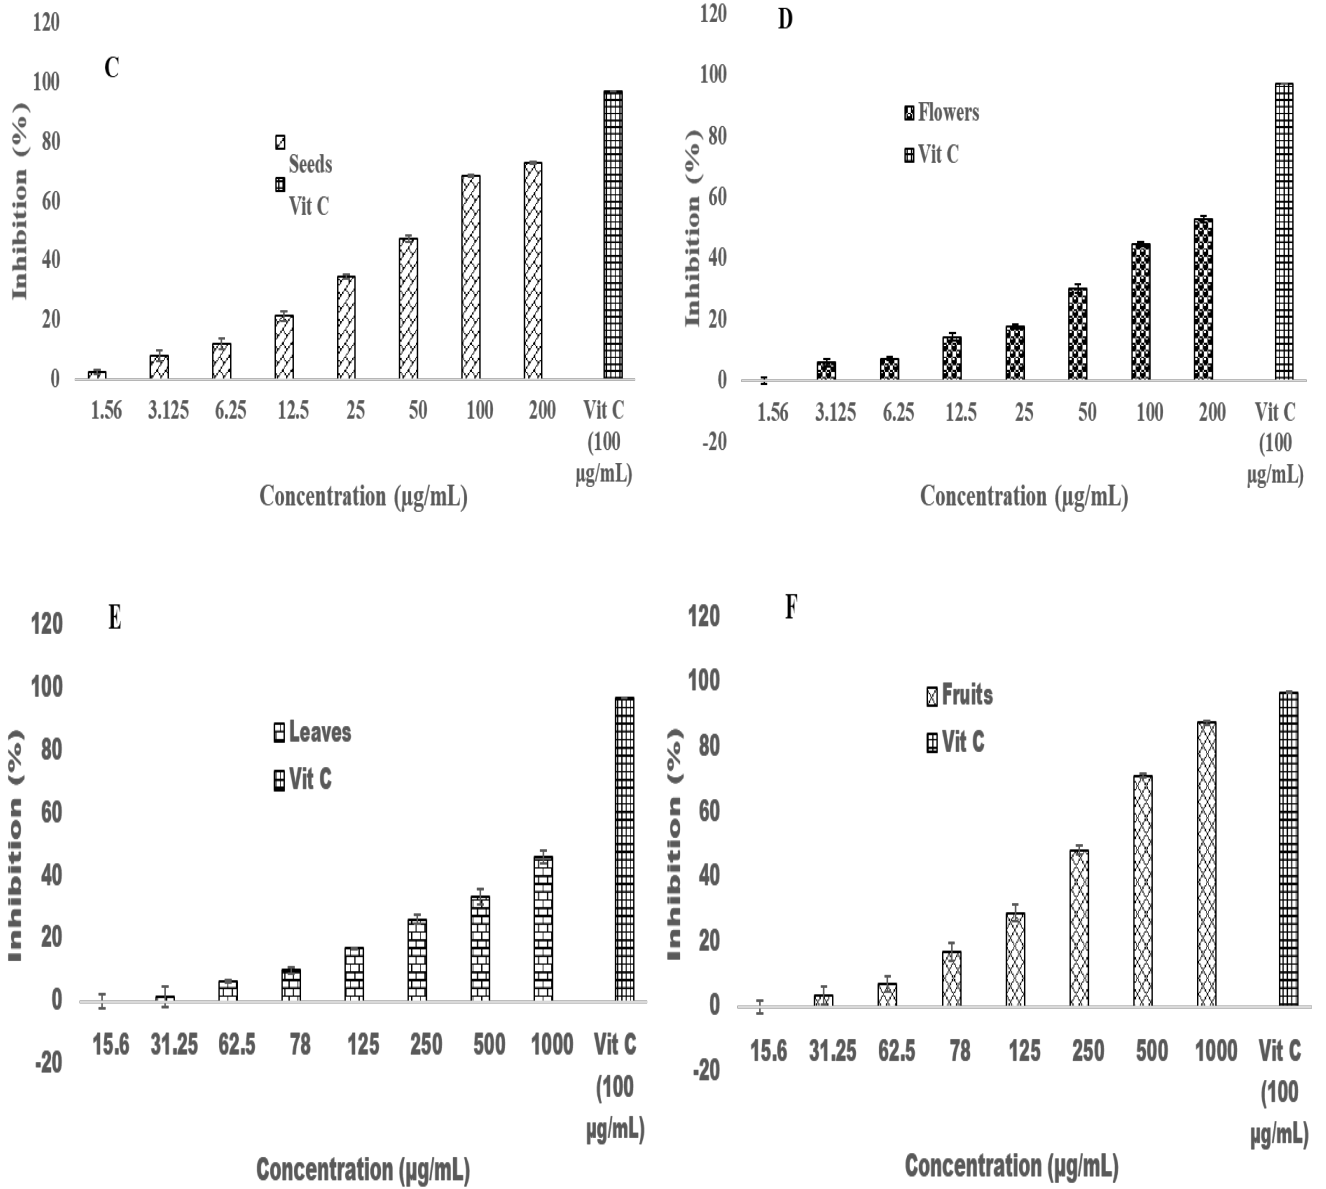 C
120
100
80
60
40
20
0
Inhibition (%)
Seeds
Vit C
1.56 3.125 6.25 12.5 25 50 100 200 Vit C
(100
µg/mL)
Concentration (µg/mL)
D
120
100
80
60
40
20
0
-20
Inhibition (%)
Flowers
Vit C
1.56 3.125 6.25 12.5 25 50 100 200 Vit C
(100
µg/mL)
Concentration (µg/mL)
E
120
100
80
60
40
20
0
-20
Inhibition (%)
Leaves
Vit C
15.6 31.25 62.5 78 125 250 500 1000 Vit C
(100
µg/mL)
Concentration (µg/mL)
F
120
100
80
60
40
20
0
-20
Inhibition (%)
Fruits
Vit C
15.6 31.25 62.5 78 125 250 500 1000 Vit C
(100
µg/mL)
Concentration (µg/mL)